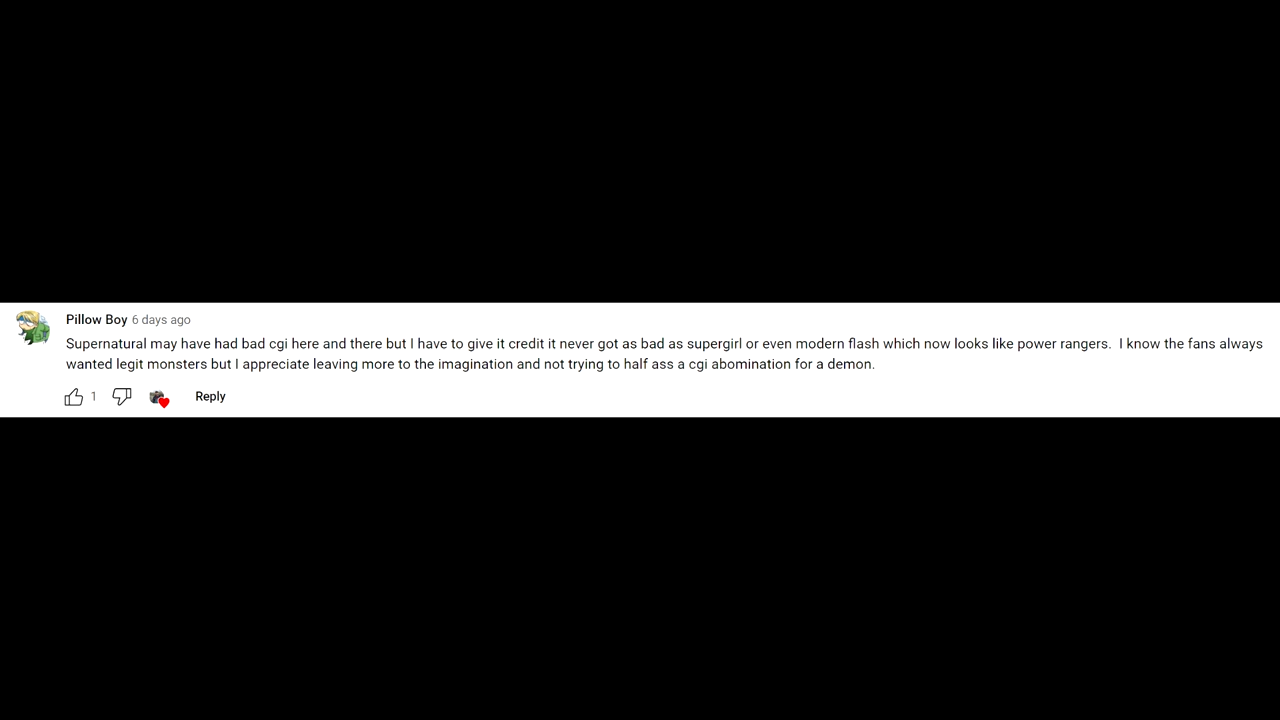 Pillow Boy 6 days ago
Supernatural may have had bad cgi here and there but I have to give it credit it never got as bad as supergirl or even modern flash which now looks like power rangers.  I know the fans always
wanted legit monsters but I appreciate leaving more to the imagination and not trying to half ass a cgi abomination for a demon.
1 Reply